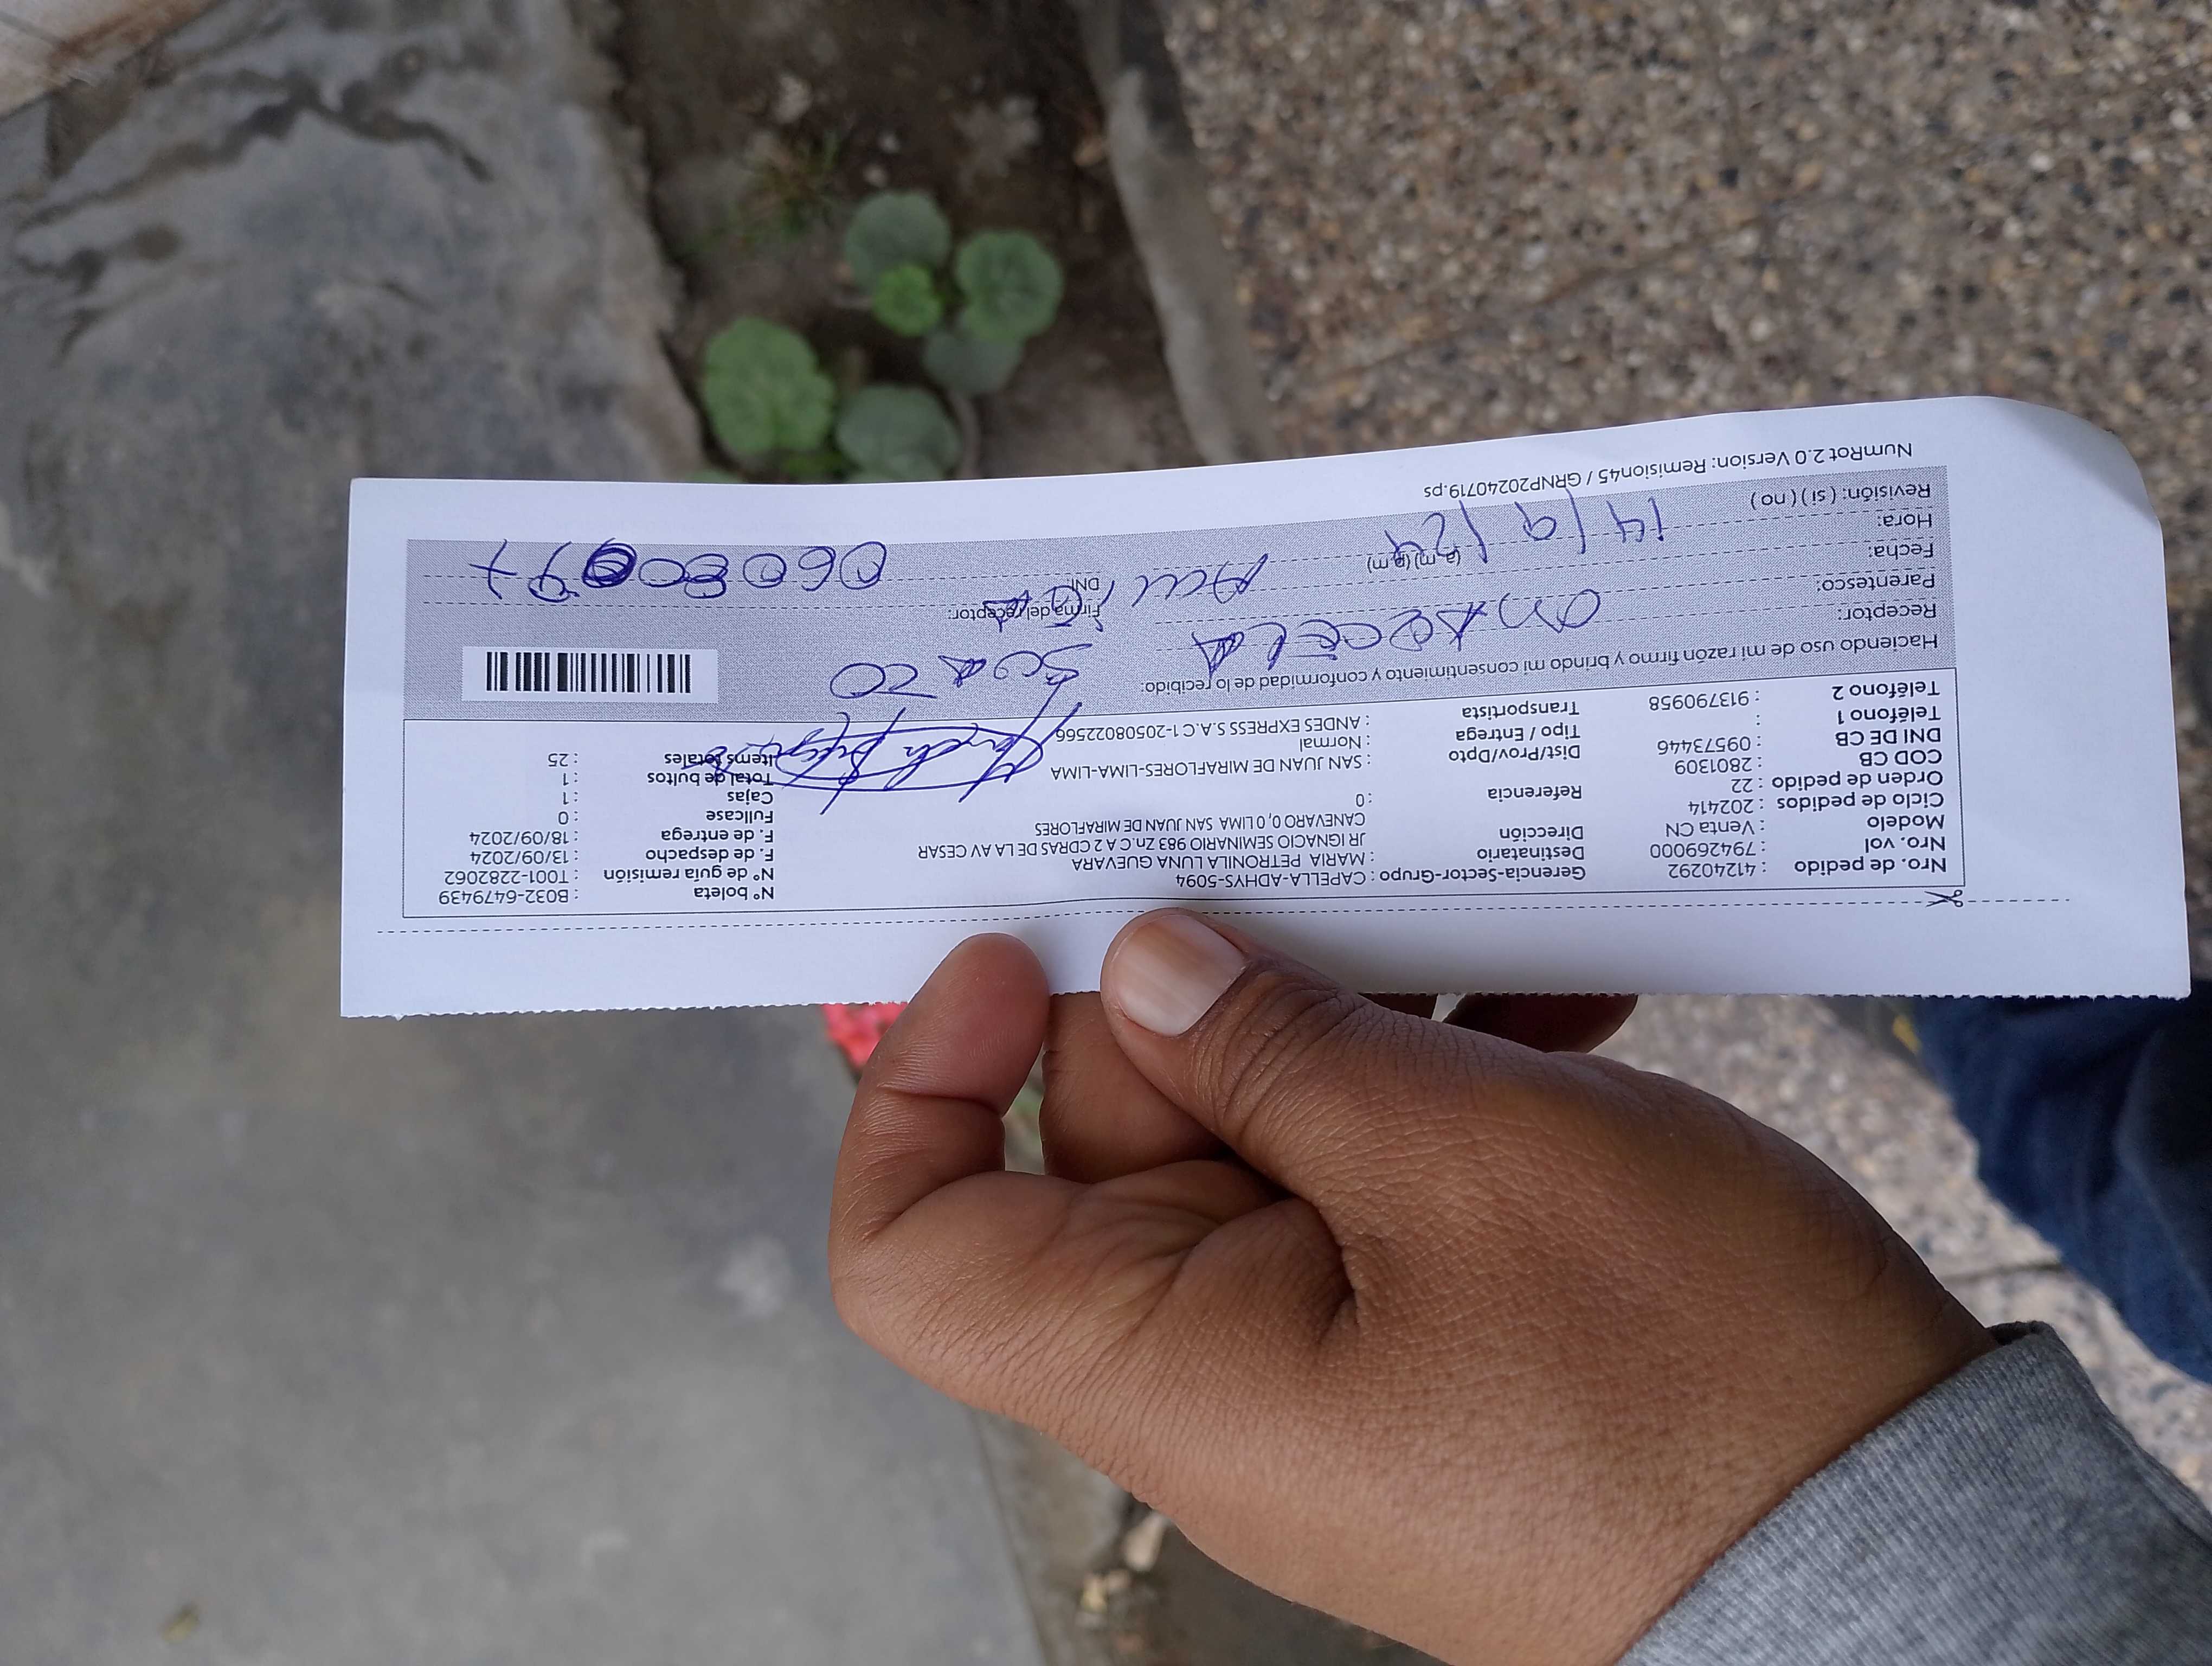 Nro. de pedido : 41240292 Gerencia-Sector-Grupo : CAPELLA-ADHYS-5094 N° boleta : B032-6479439
Nro. vol : 794269000 Destinatario : MARIA PETRONILA LUNA GUEVARA N° de guía remisión : T001-2282062
Modelo : Venta CN Dirección JR IGNACIO SEMINARIO 983 Zn.C 2 A 2 CDRAS DE LA AV CESAR F. de despacho : 13/09/2024
Ciclo de pedidos : 202414 CANEVARO 0, 0 LIMA SAN JUAN DE MIRAFLORES F. de entrega : 18/09/2024
Orden de pedido : 22 Referencia : 0 Fullcase : 0
COD CB : 2801309 Cajas : 1
DNI DE CB : 09573446 Dist/Prov/Dpto : SAN JUAN DE MIRAFLORES-LIMA-LIMA Total de bultos : 1
Teléfono 1 : Tipo / Entrega : Normal Items totales : 25
Teléfono 2 : 913790958 Transportista : ANDES EXPRESS S.A.C 1-20508022566
Haciendo uso de mi razón firmo y brindo mi consentimiento y conformidad de lo recibido:
Receptor:
Parentesco: Firma del receptor:
Fecha: DNI:
Hora: 14/9/24 (a.m) (p.m)
Revisión: ( si ) ( no )
NumRot 2.0 Version: Remision45 / GRNP20240719.ps